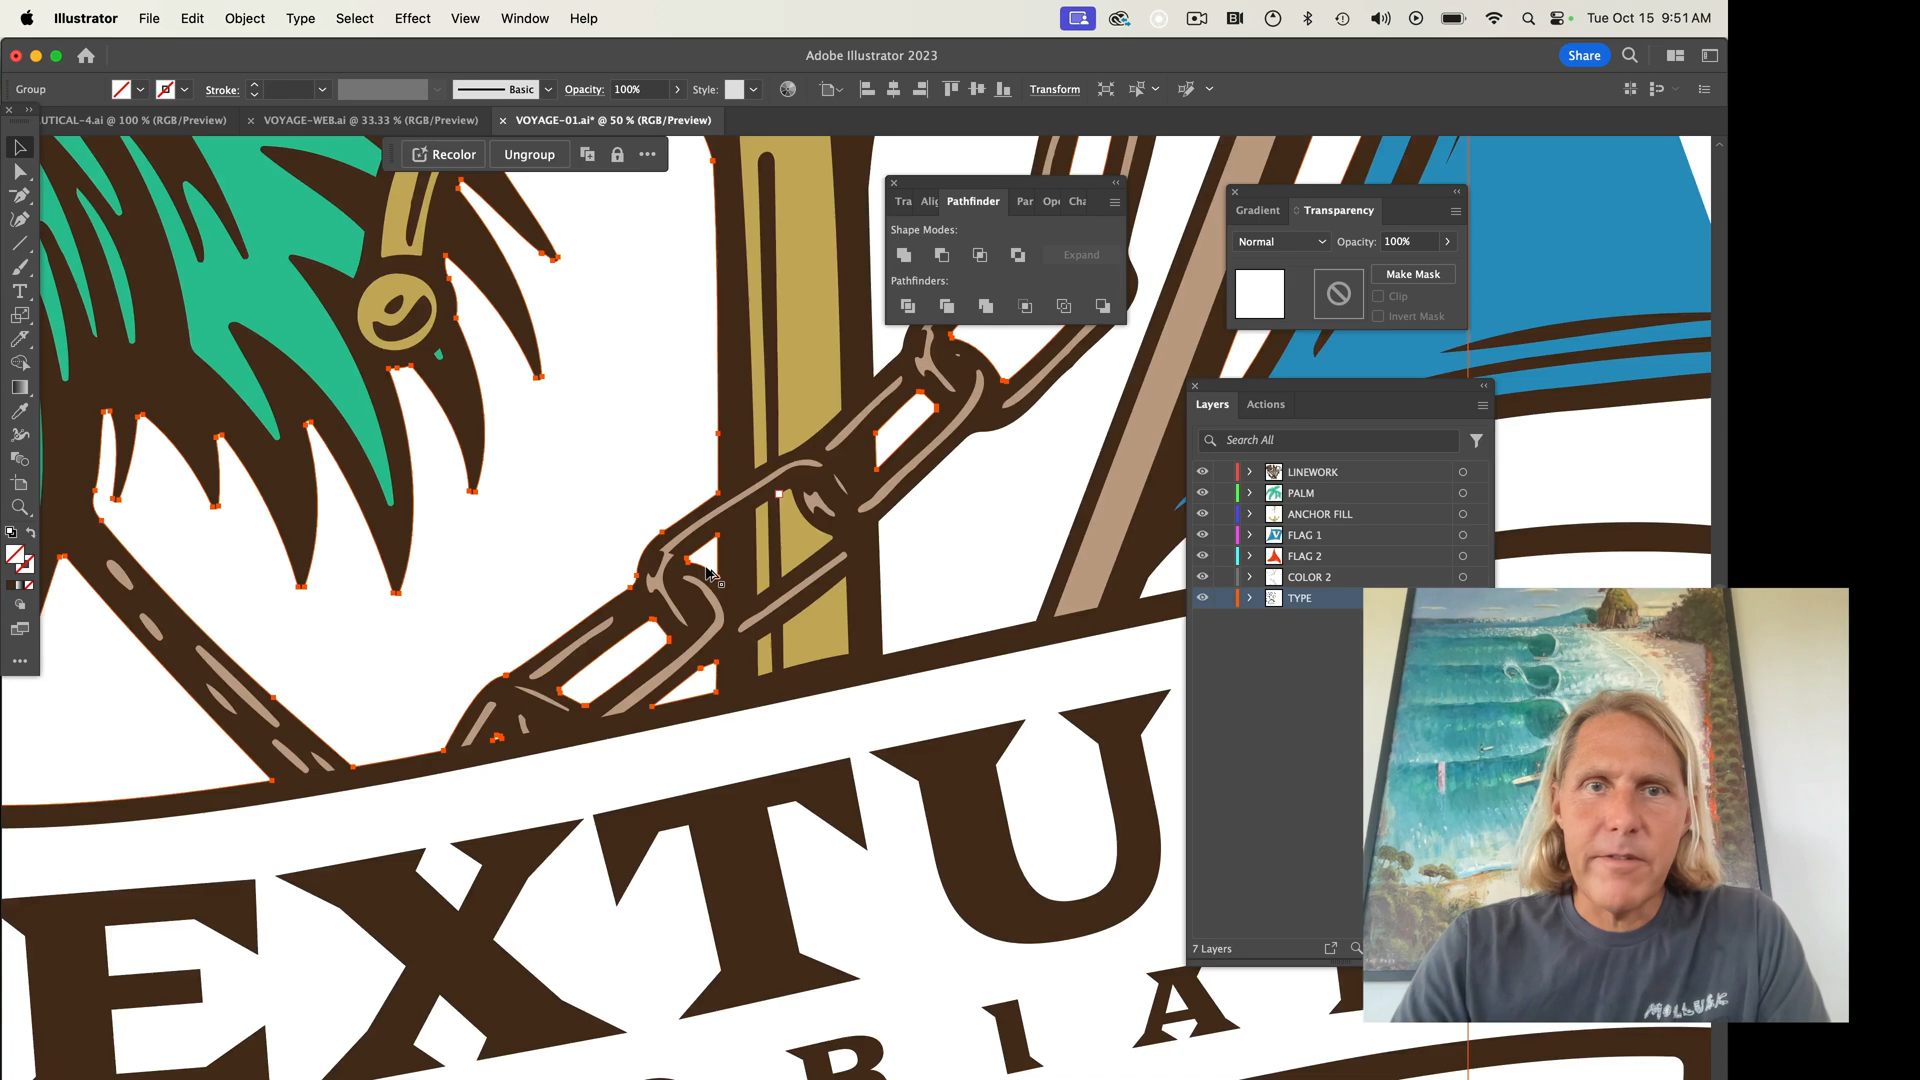 Illustrator File Edit Object Type Select Effect View Window Help
Tue Oct 15 9:51 AM
Adobe Illustrator 2023
Share
Group
Stroke:
Basic
Opacity: 100%
Style:
Transform
UTICAL-4.ai @ 100 % (RGB/Preview)
VOYAGE-WEB.ai @ 33.33 % (RGB/Preview)
VOYAGE-01.ai* @ 50 % (RGB/Preview)
Recolor
Ungroup
Tra Alig Pathfinder Par Ope Cha
Shape Modes:
Expand
Pathfinders:
Gradient
Transparency
Normal
Opacity: 100%
Make Mask
Clip
Invert Mask
Layers
Actions
Search All
LINEWORK
PALM
ANCHOR FILL
FLAG 1
FLAG 2
COLOR 2
TYPE
7 Layers
EXTU
B I A
MOLLUSK